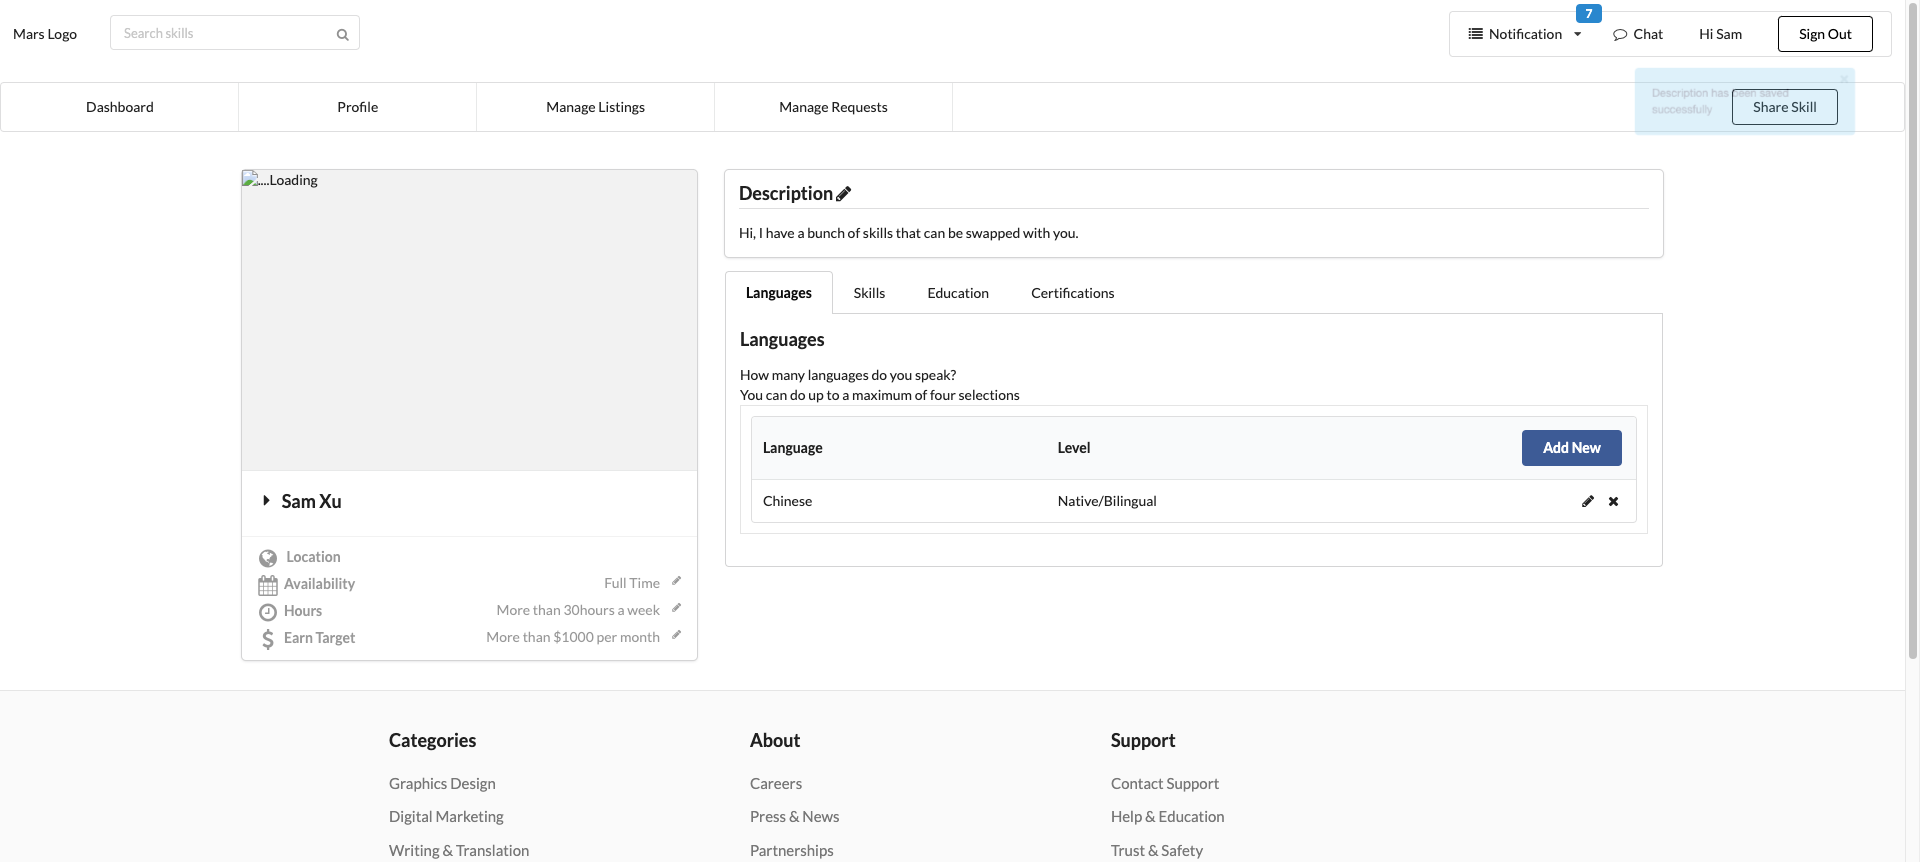 Mars Logo
Search skills
7
Notification
Chat
Hi Sam
Sign Out
Dashboard
Profile
Manage Listings
Manage Requests
Description has been saved
successfully
Share Skill
....Loading
Sam Xu
Location
Availability
Full Time
Hours
More than 30hours a week
Earn Target
More than $1000 per month
Description
Hi, I have a bunch of skills that can be swapped with you.
Languages
Skills
Education
Certifications
Languages
How many languages do you speak?
You can do up to a maximum of four selections
Language
Level
Add New
Chinese
Native/Bilingual
Categories
Graphics Design
Digital Marketing
Writing & Translation
About
Careers
Press & News
Partnerships
Support
Contact Support
Help & Education
Trust & Safety